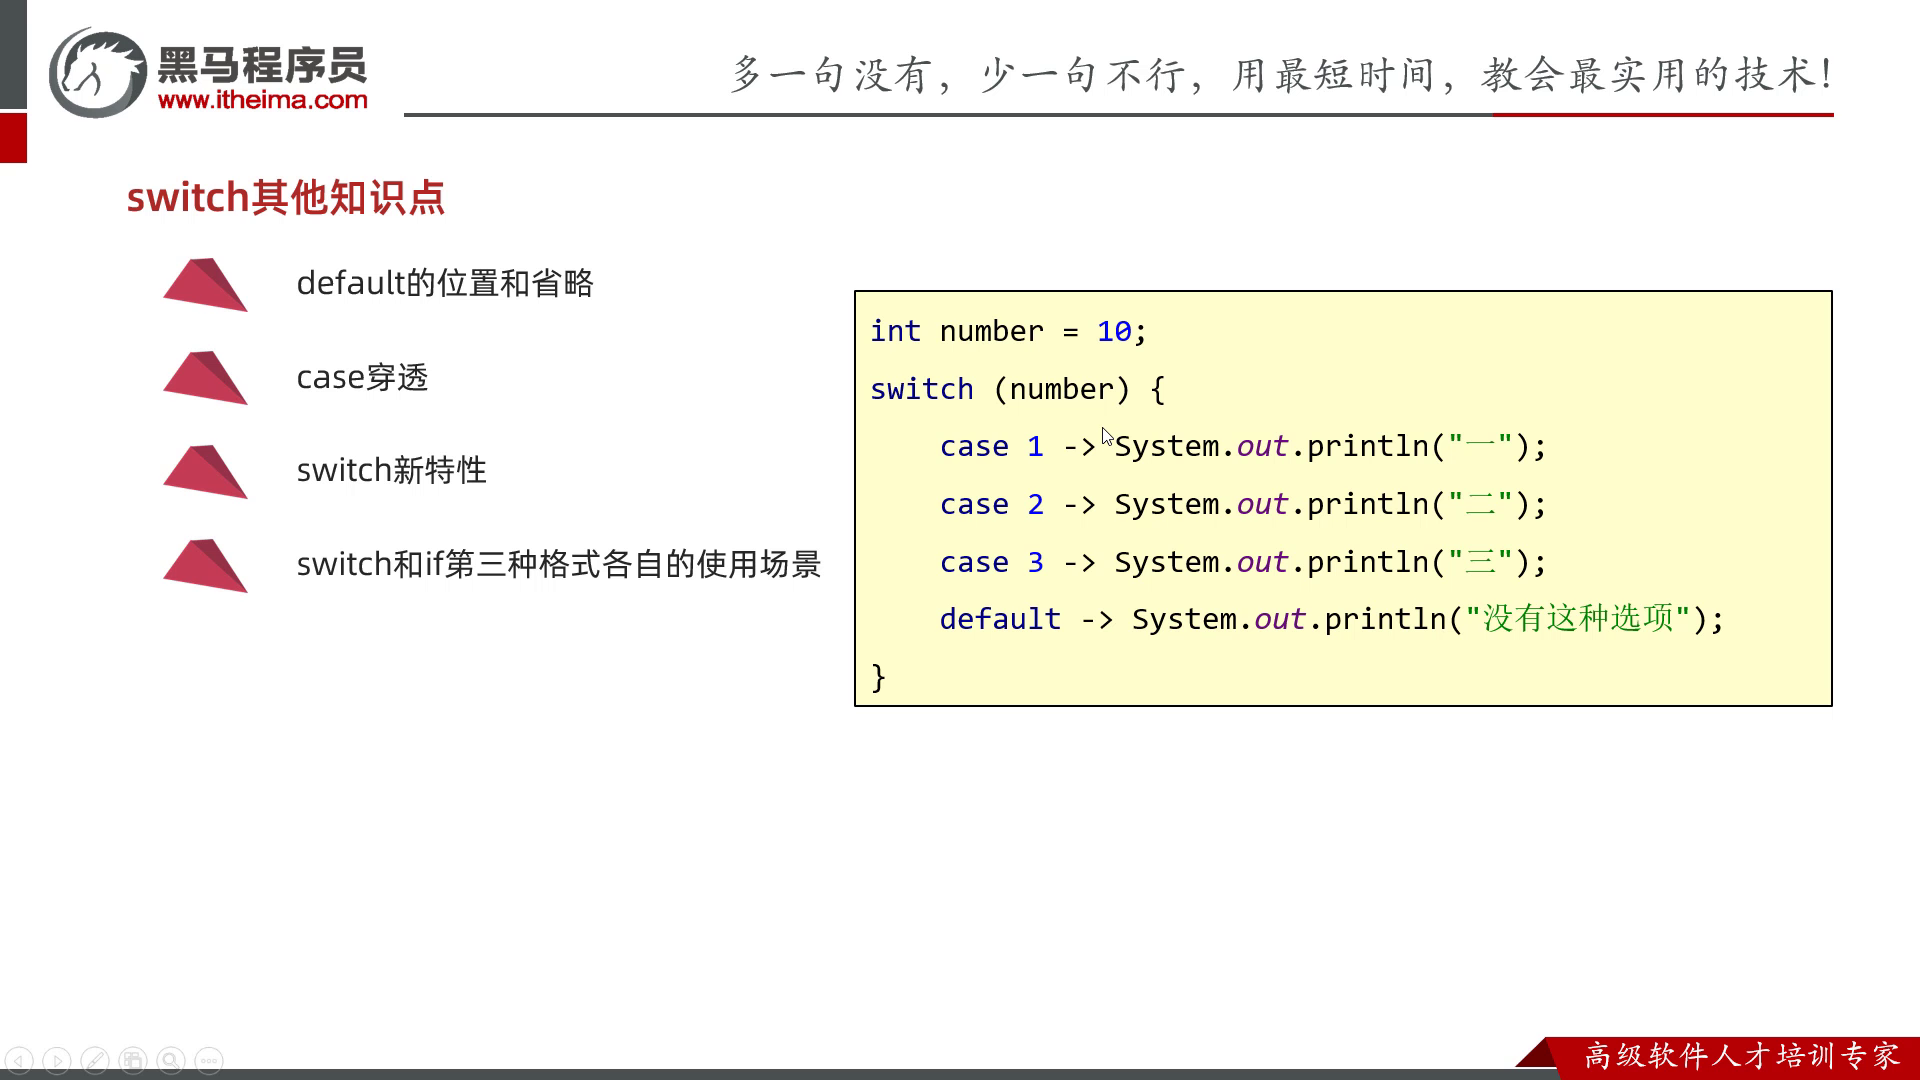 黑马程序员
www.itheima.com
多一句没有，少一句不行，用最短时间，教会最实用的技术！
switch其他知识点
default的位置和省略
case穿透
switch新特性
switch和if第三种格式各自的使用场景
int number = 10;
switch (number) {
    case 1 -> System.out.println("一");
    case 2 -> System.out.println("二");
    case 3 -> System.out.println("三");
    default -> System.out.println("没有这种选项");
}
高级软件人才培训专家